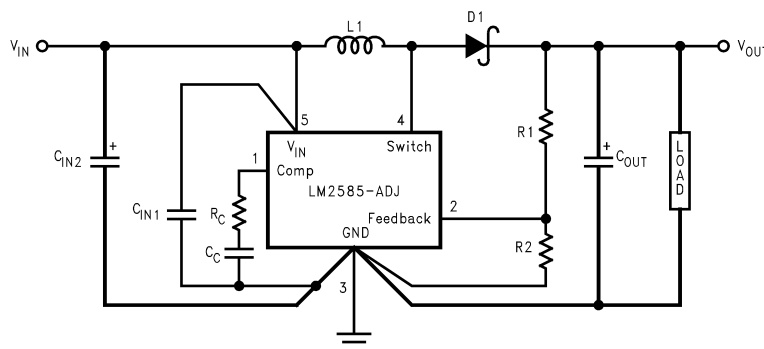 D1
L1
VIN
VOUT
5
4
VIN
Switch
R1
+
+
CIN2
1
Comp
COUT
LOAD
LM2585-ADJ
CIN1
RC
Feedback
2
GND
R2
CC
3